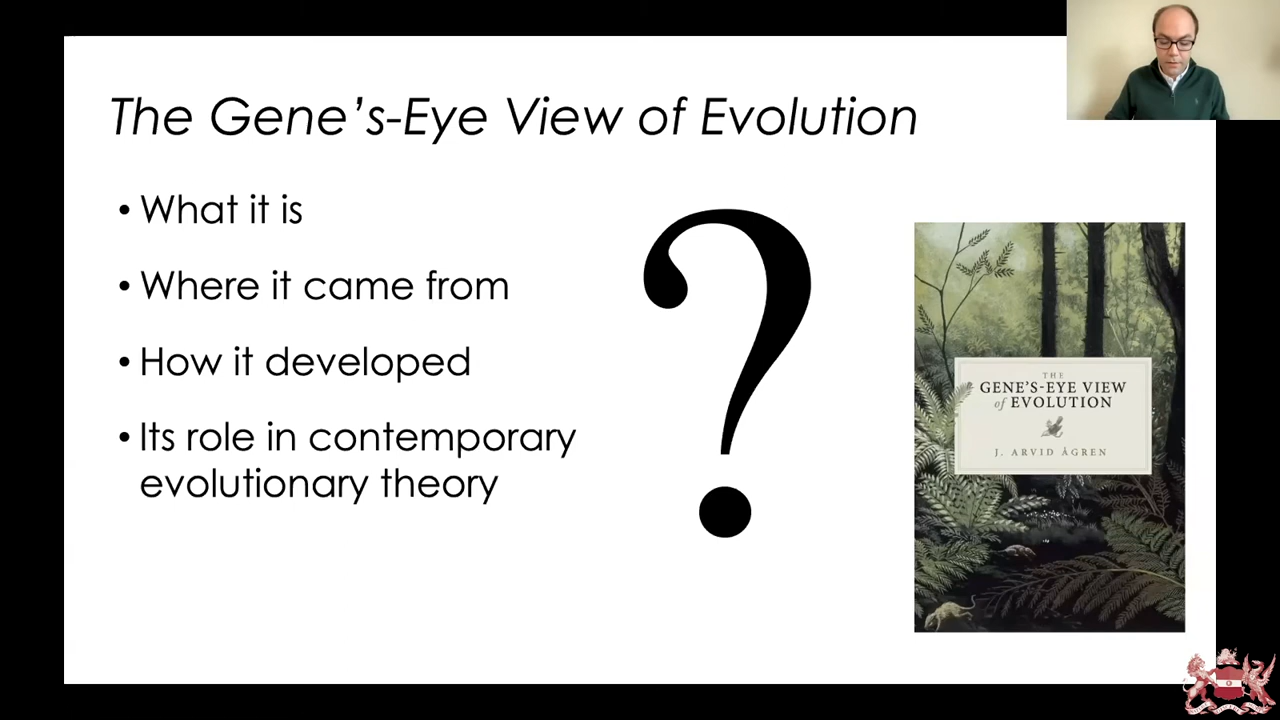 The Gene’s-Eye View of Evolution
• What it is
• Where it came from
• How it developed
• Its role in contemporary
evolutionary theory
?
THE
GENE'S-EYE VIEW
of EVOLUTION
J. ARVID ÅGREN